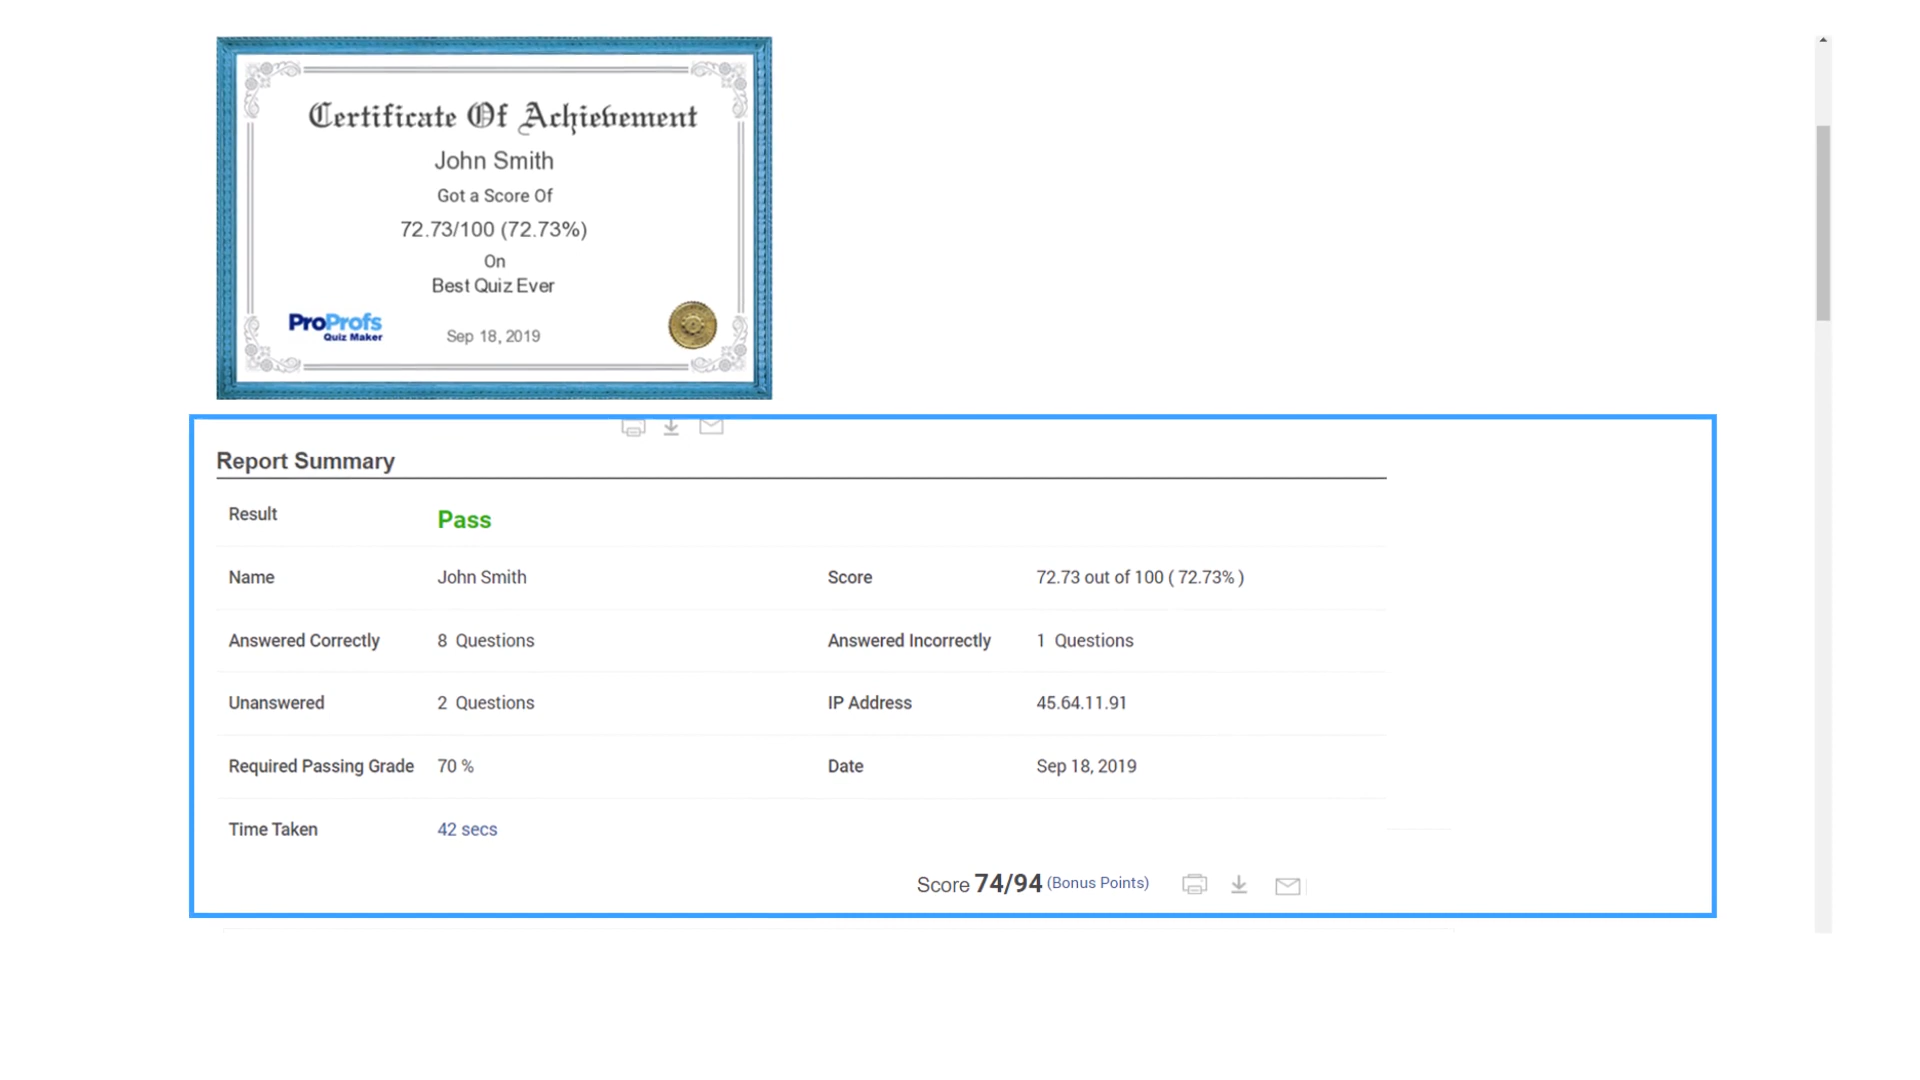 Certificate Of Achievement
John Smith
Got a Score Of
72.73/100 (72.73%)
On
Best Quiz Ever
ProProfs
Quiz Maker
Sep 18, 2019
Report Summary
Result Pass
Name John Smith Score 72.73 out of 100 ( 72.73% )
Answered Correctly 8 Questions Answered Incorrectly 1 Questions
Unanswered 2 Questions IP Address 45.64.11.91
Required Passing Grade 70 % Date Sep 18, 2019
Time Taken 42 secs
Score 74/94 (Bonus Points)